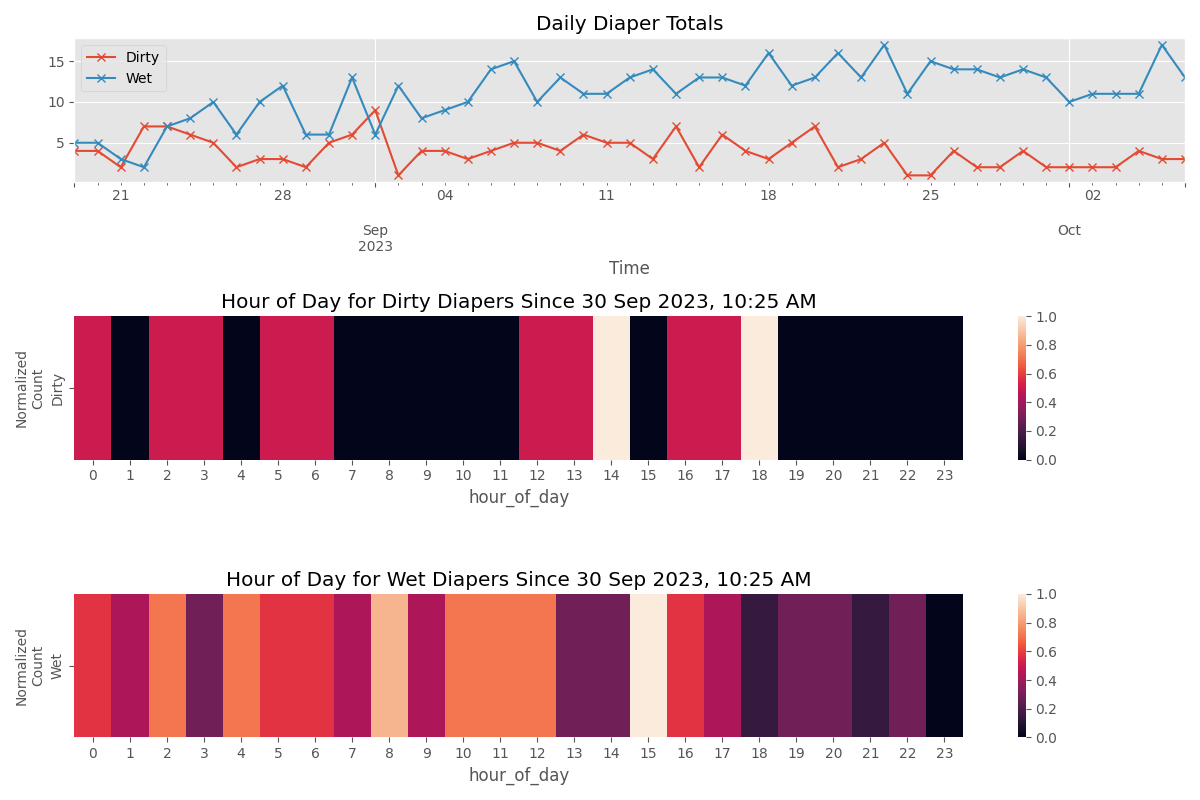 Daily Diaper Totals
Dirty
Wet
15
10
5
21 28 04 11 18 25 02
Sep Oct
2023
Time
Hour of Day for Dirty Diapers Since 30 Sep 2023, 10:25 AM
Normalized
Count
Dirty
1.0
0.8
0.6
0.4
0.2
0.0
0 1 2 3 4 5 6 7 8 9 10 11 12 13 14 15 16 17 18 19 20 21 22 23
hour_of_day
Hour of Day for Wet Diapers Since 30 Sep 2023, 10:25 AM
Normalized
Count
Wet
1.0
0.8
0.6
0.4
0.2
0.0
0 1 2 3 4 5 6 7 8 9 10 11 12 13 14 15 16 17 18 19 20 21 22 23
hour_of_day